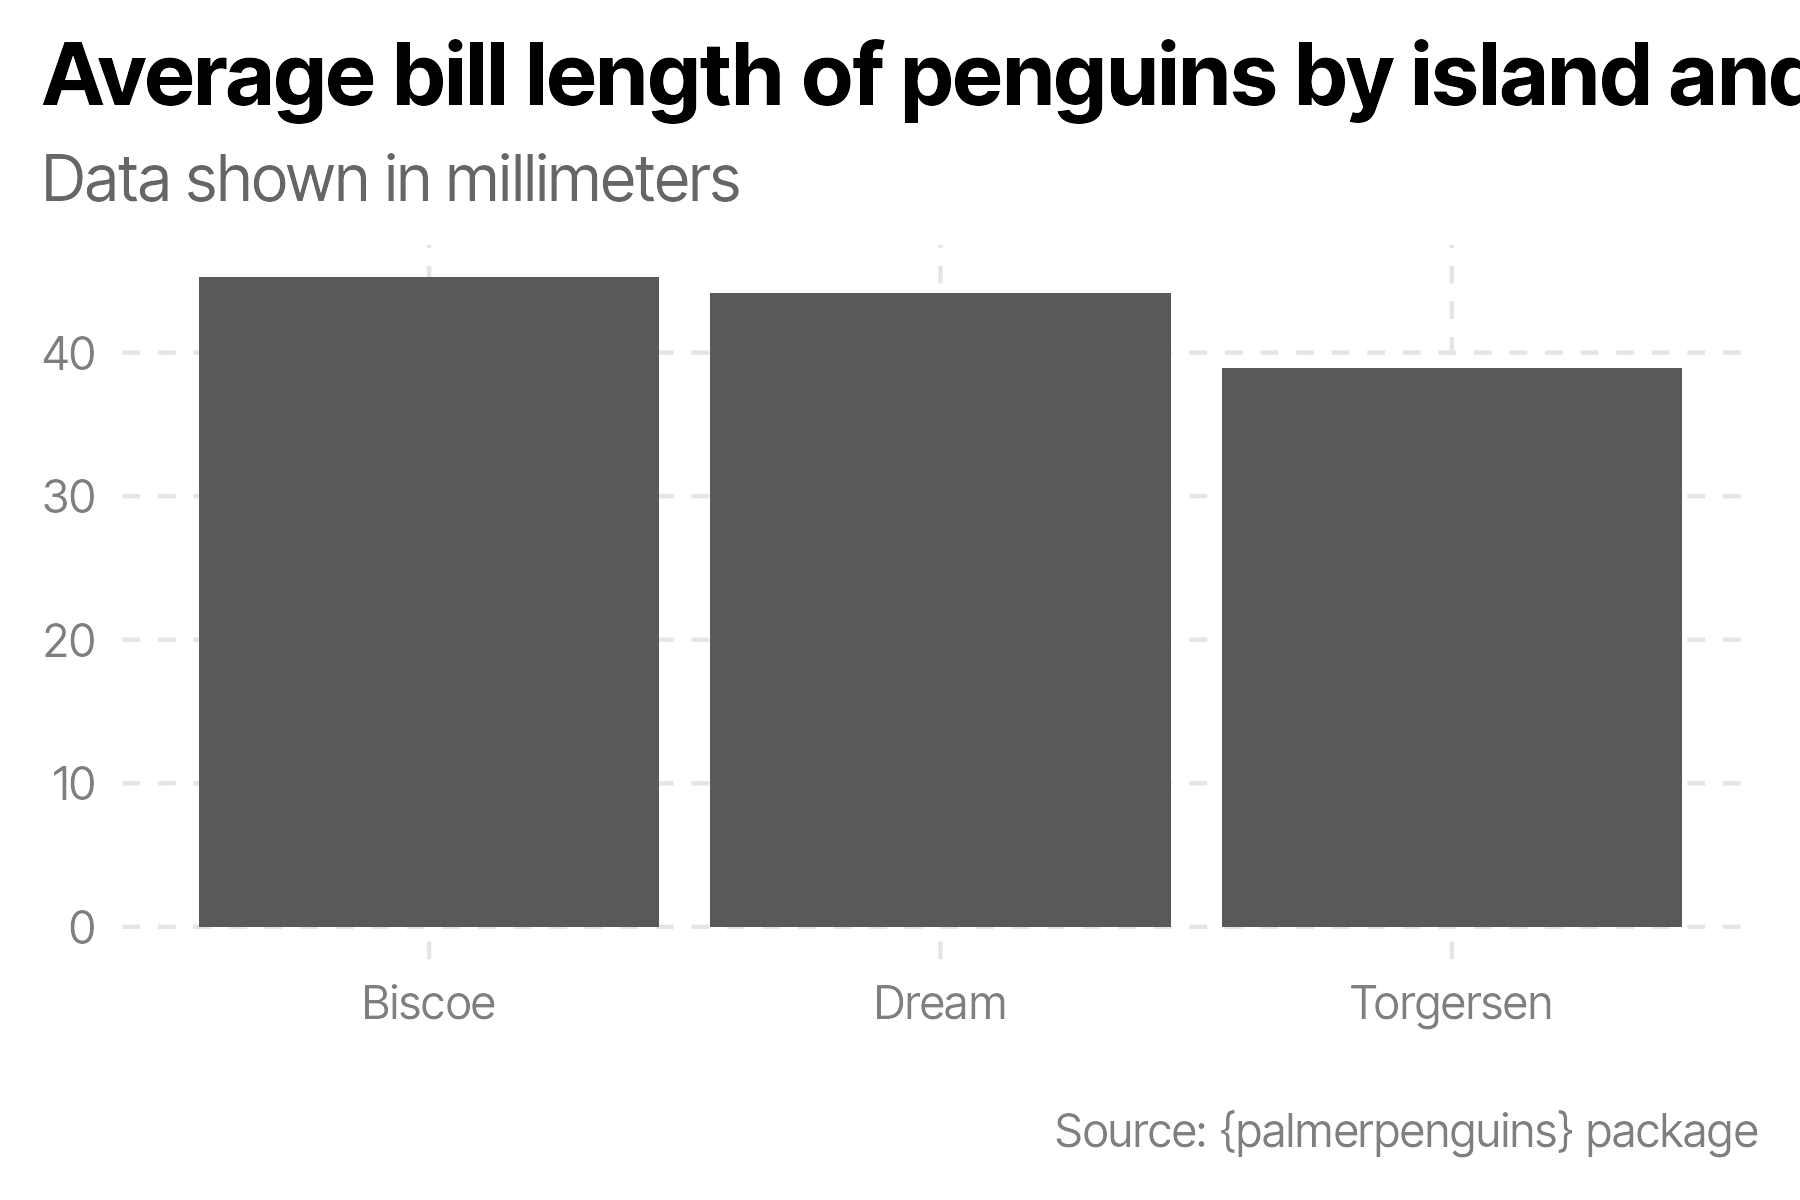 Average bill length of penguins by island and
Data shown in millimeters
40
30
20
10
0
Biscoe Dream Torgersen
Source: {palmerpenguins} package